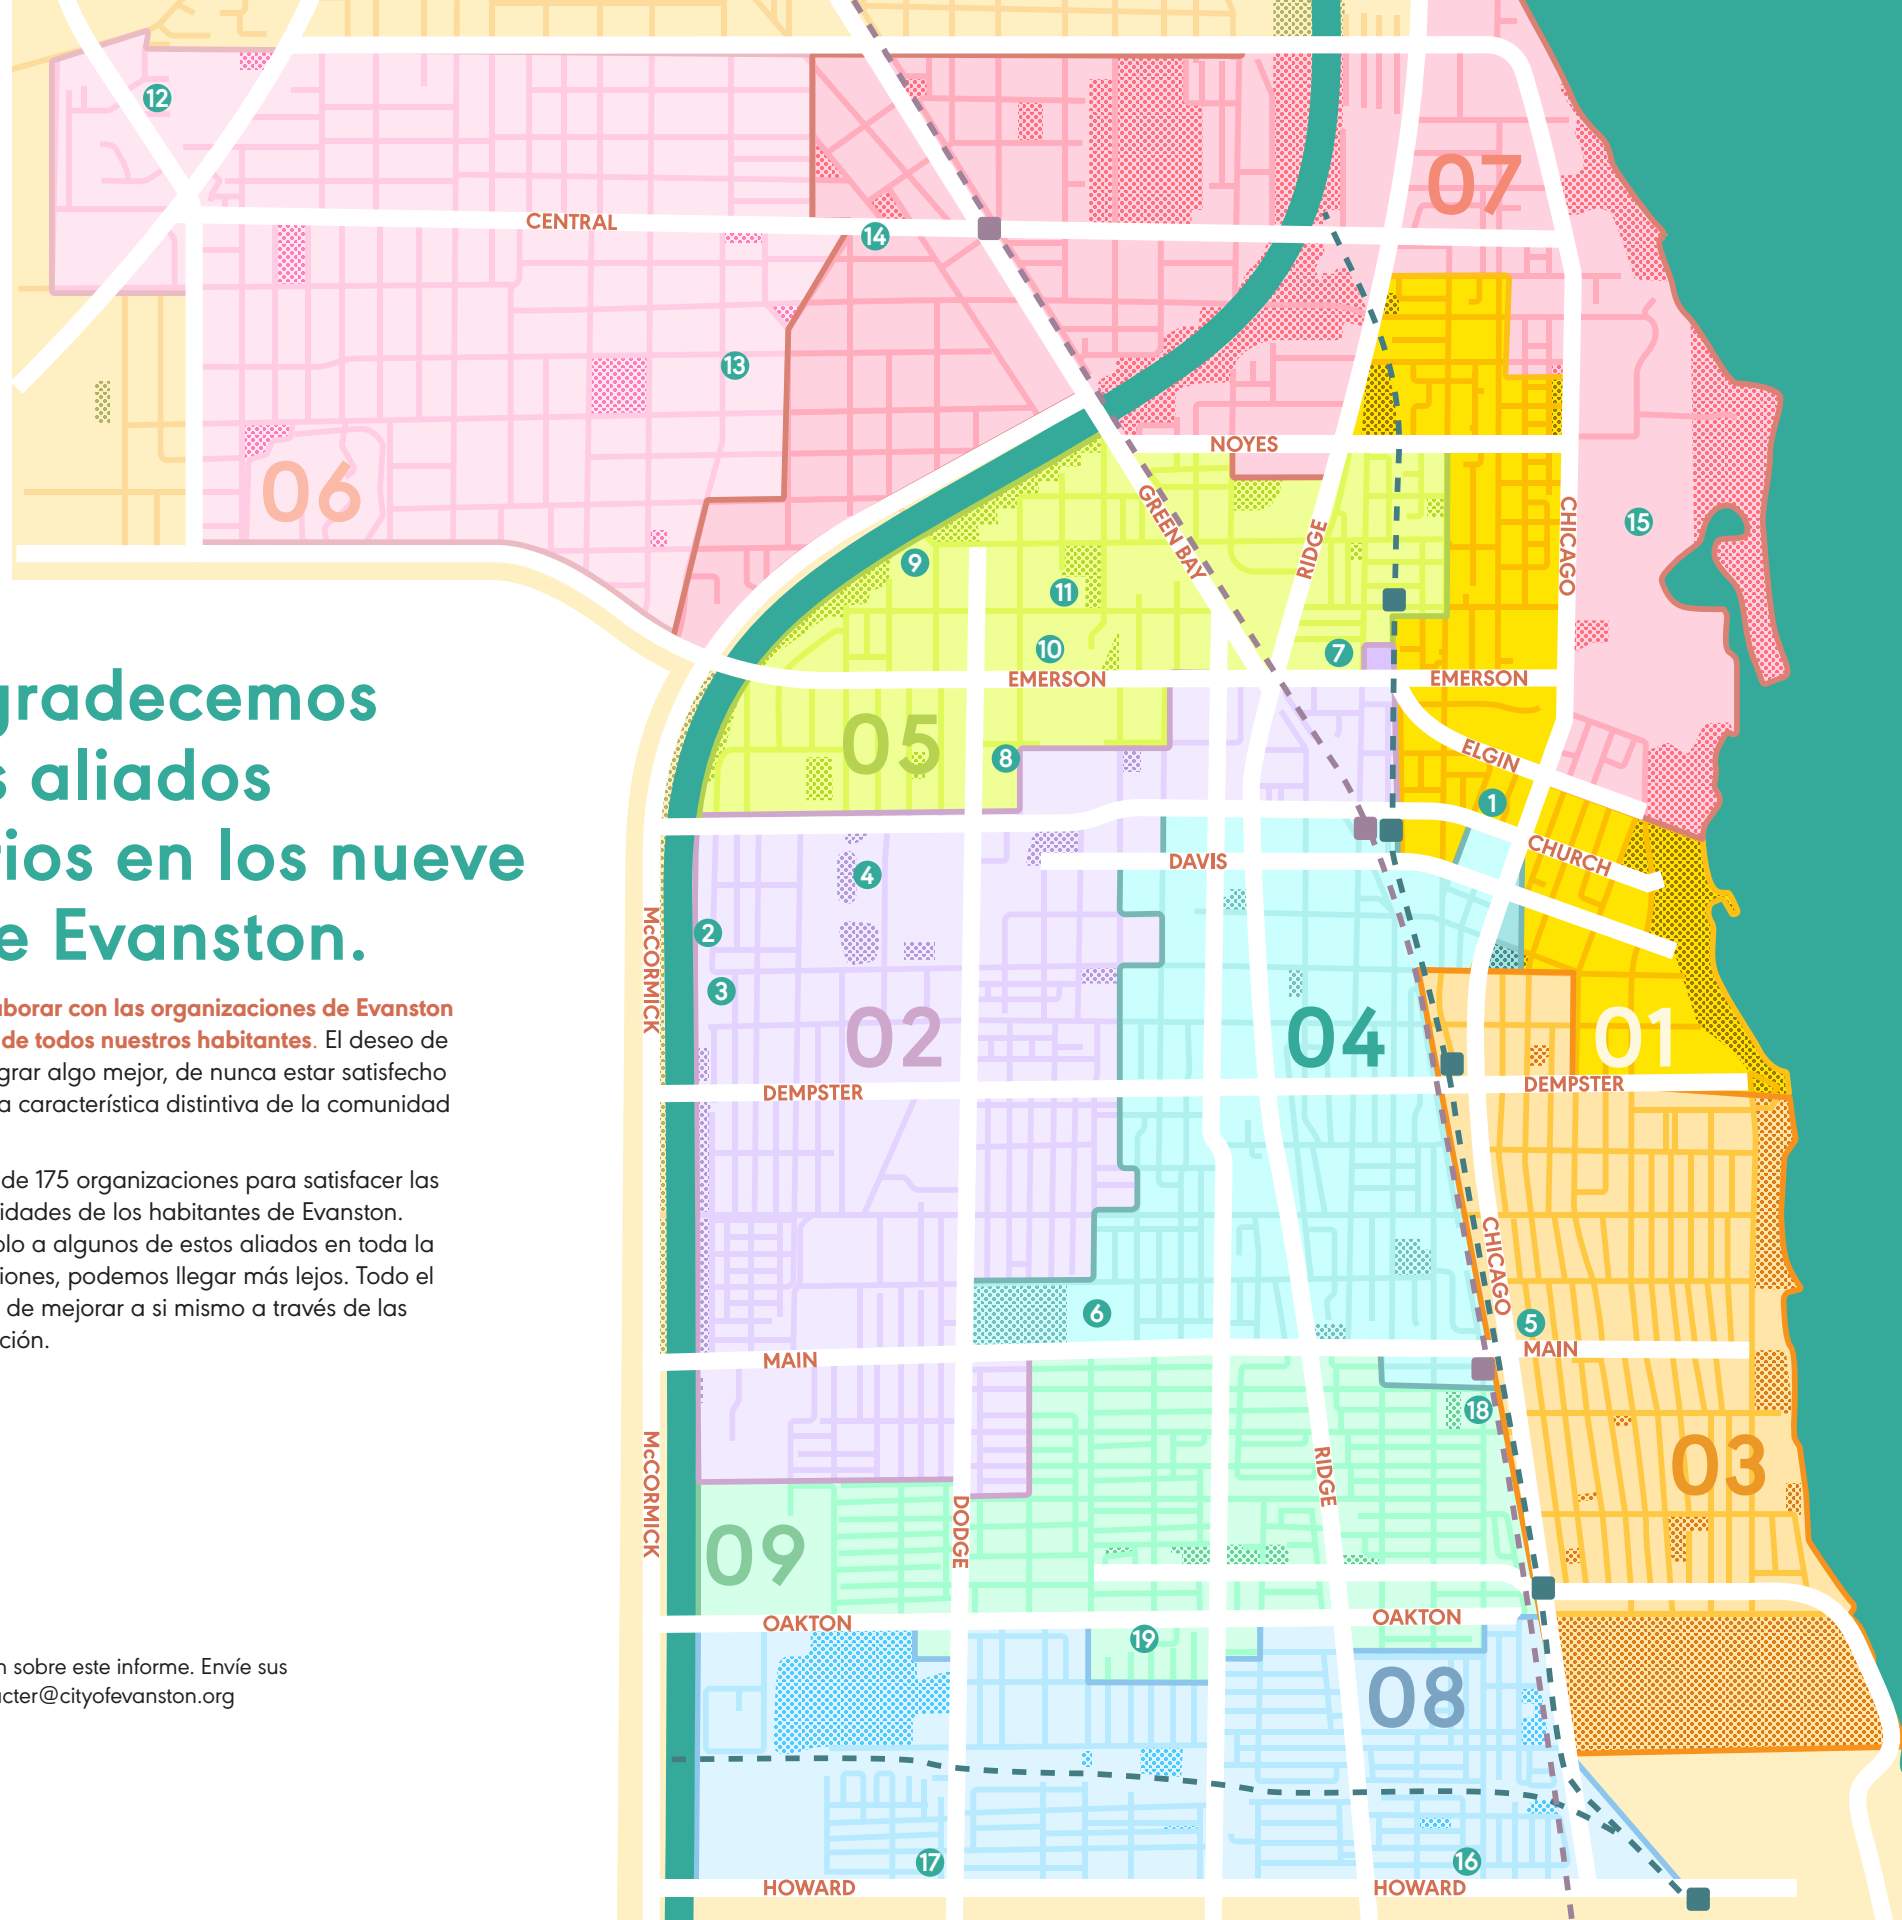 gradecemos
s aliados
rios en los nueve
e Evanston.
aborar con las organizaciones de Evanston
de todos nuestros habitantes. El deseo de
grar algo mejor, de nunca estar satisfecho
a característica distintiva de la comunidad
de 175 organizaciones para satisfacer las
idades de los habitantes de Evanston.
olo a algunos de estos aliados en toda la
iones, podemos llegar más lejos. Todo el
de mejorar a si mismo a través de las
ción.
n sobre este informe. Envíe sus
acter@cityofevanston.org
12
07
CENTRAL
14
13
NOYES
06
GREEN BAY
RIDGE
CHICAGO
15
9
11
10
7
EMERSON
EMERSON
05
8
ELGIN
1
DAVIS
CHURCH
4
McCORMICK
2
3
02
04
01
DEMPSTER
DEMPSTER
CHICAGO
6
5
MAIN
MAIN
18
McCORMICK
RIDGE
03
DODGE
09
OAKTON
OAKTON
19
08
17
16
HOWARD
HOWARD